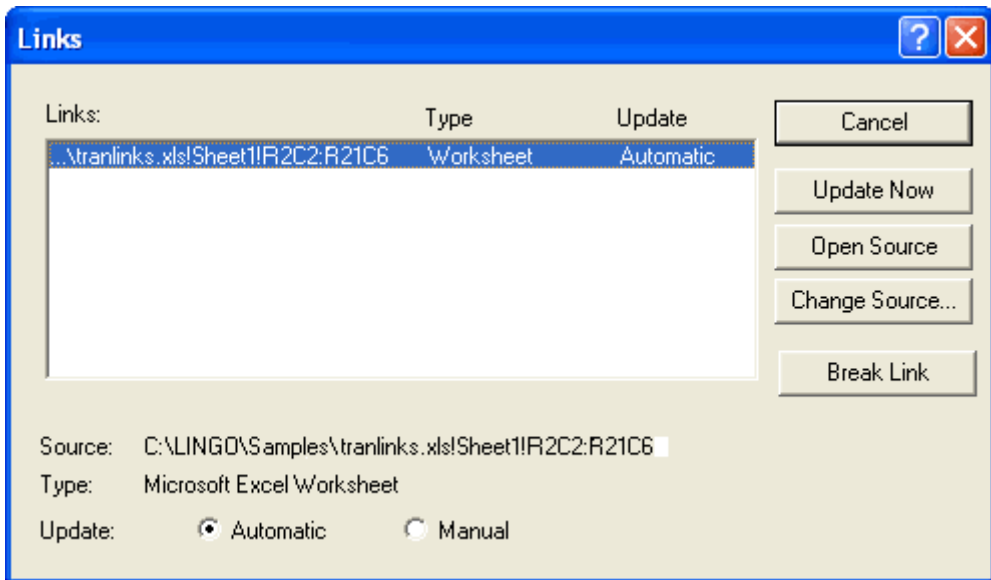 Links
Links: Type Update Cancel
...\tranlinks.xls!Sheet1!R2C2:R21C6 Worksheet Automatic
Update Now
Open Source
Change Source...
Break Link
Source: C:\LINGO\Samples\tranlinks.xls!Sheet1!R2C2:R21C6
Type: Microsoft Excel Worksheet
Update: Automatic Manual